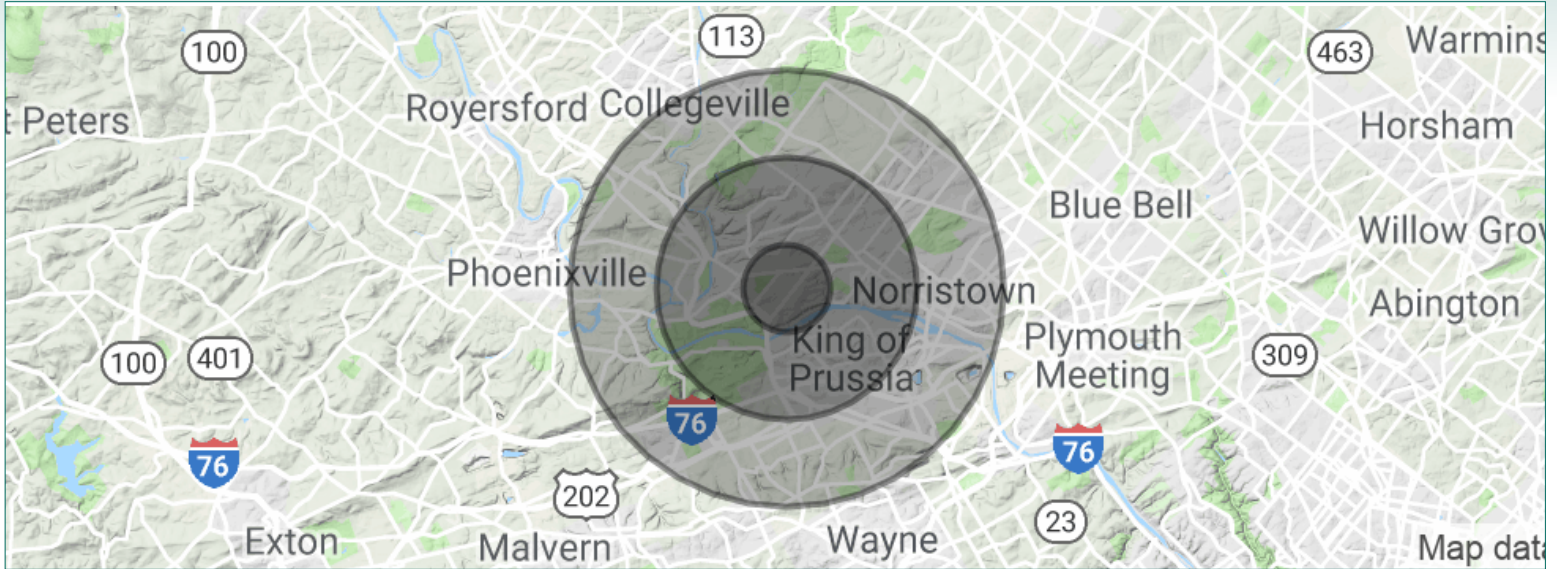 100
113
463
Warmins
t Peters
Royersford
Collegeville
Horsham
Blue Bell
Willow Grov
Phoenixville
Norristown
Abington
King of
Prussia
Plymouth
Meeting
100
401
309
76
76
76
202
23
Exton
Malvern
Wayne
Map data